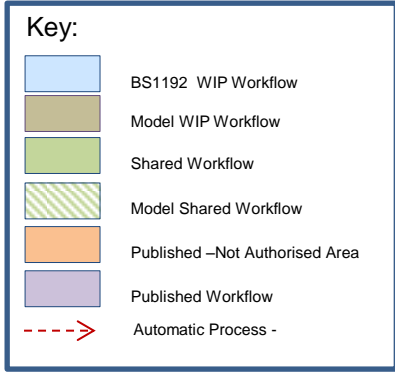 Key:
BS1192 WIP Workflow
Model WIP Workflow
Shared Workflow
Model Shared Workflow
Published –Not Authorised Area
Published Workflow
Automatic Process -